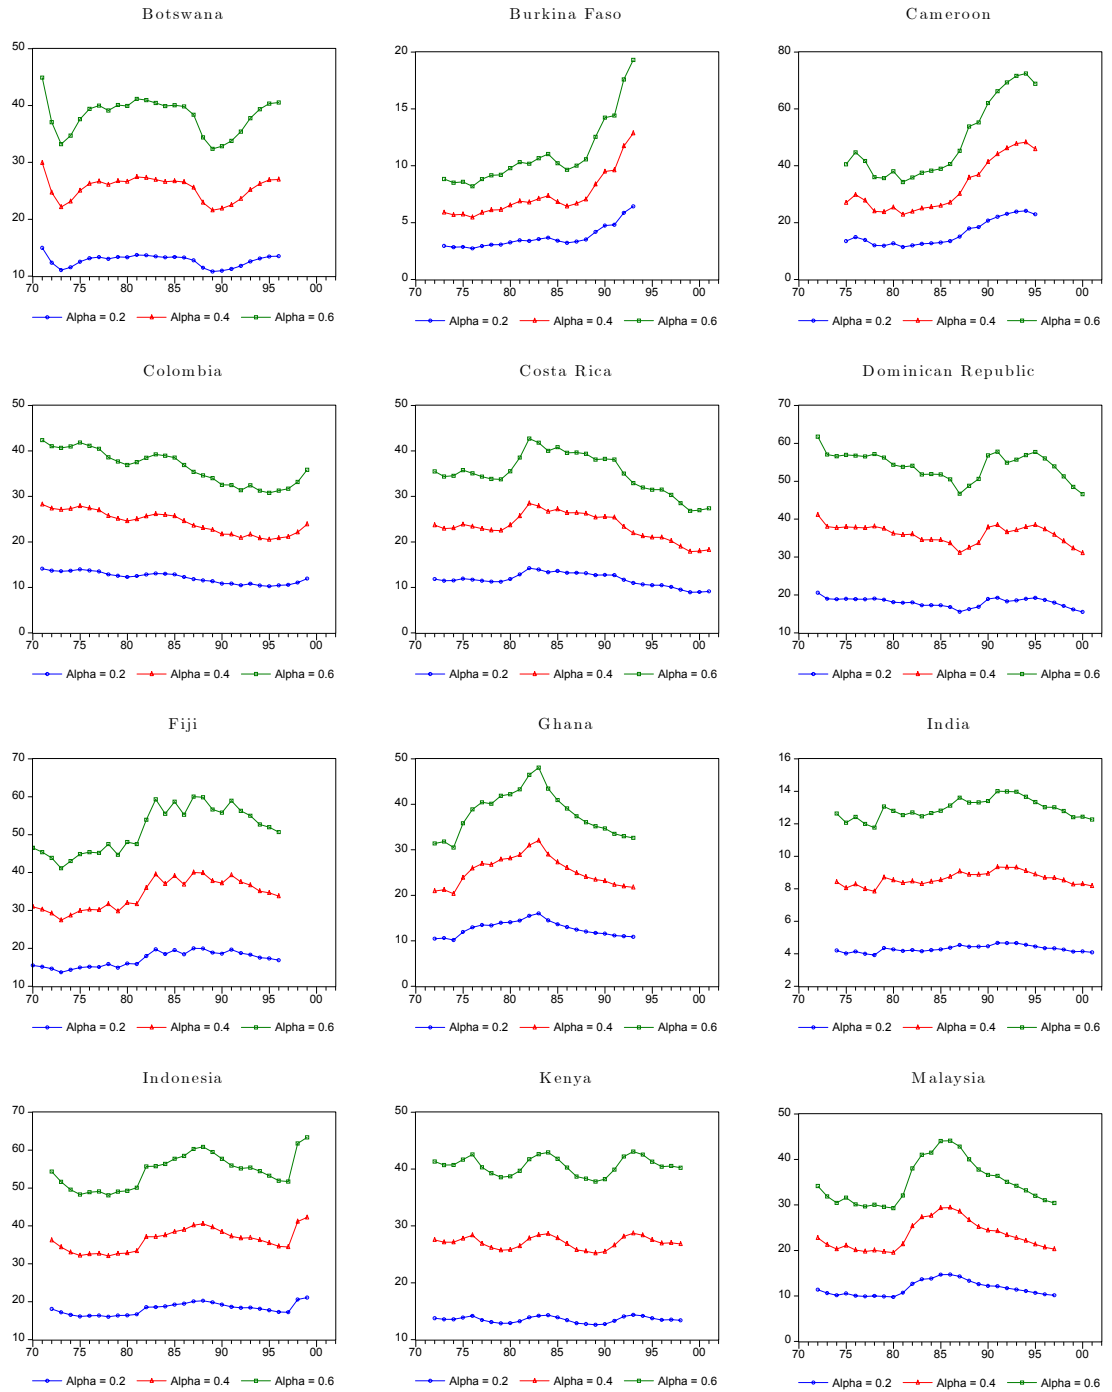 Botswana Burkina Faso Cameroon
50
40
30
20
10
70 75 80 85 90 95 00
Alpha = 0.2 Alpha = 0.4 Alpha = 0.6
20
15
10
5
0
70 75 80 85 90 95 00
Alpha = 0.2 Alpha = 0.4 Alpha = 0.6
80
60
40
20
0
70 75 80 85 90 95 00
Alpha = 0.2 Alpha = 0.4 Alpha = 0.6
Colombia Costa Rica Dominican Republic
50
40
30
20
10
0
70 75 80 85 90 95 00
Alpha = 0.2 Alpha = 0.4 Alpha = 0.6
50
40
30
20
10
0
70 75 80 85 90 95 00
Alpha = 0.2 Alpha = 0.4 Alpha = 0.6
70
60
50
40
30
20
10
70 75 80 85 90 95 00
Alpha = 0.2 Alpha = 0.4 Alpha = 0.6
Fiji Ghana India
70
60
50
40
30
20
10
70 75 80 85 90 95 00
Alpha = 0.2 Alpha = 0.4 Alpha = 0.6
50
40
30
20
10
0
70 75 80 85 90 95 00
Alpha = 0.2 Alpha = 0.4 Alpha = 0.6
16
14
12
10
8
6
4
2
70 75 80 85 90 95 00
Alpha = 0.2 Alpha = 0.4 Alpha = 0.6
Indonesia Kenya Malaysia
70
60
50
40
30
20
10
70 75 80 85 90 95 00
Alpha = 0.2 Alpha = 0.4 Alpha = 0.6
50
40
30
20
10
70 75 80 85 90 95 00
Alpha = 0.2 Alpha = 0.4 Alpha = 0.6
50
40
30
20
10
0
70 75 80 85 90 95 00
Alpha = 0.2 Alpha = 0.4 Alpha = 0.6